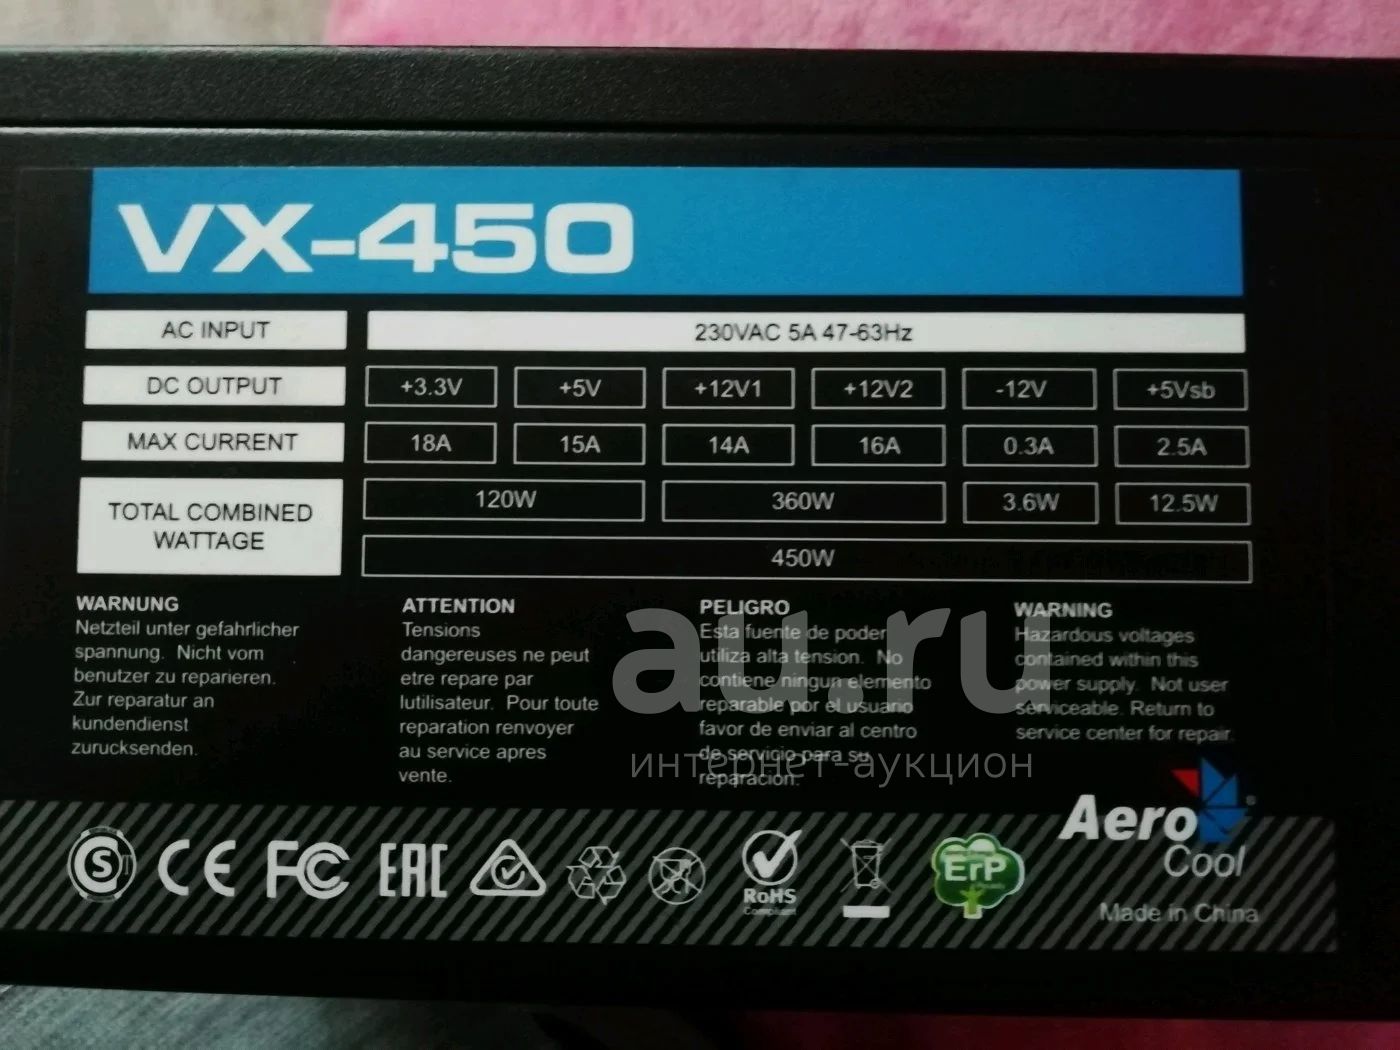 VX-450
AC INPUT 230VAC 5A 47-63Hz
DC OUTPUT +3.3V +5V +12V1 +12V2 -12V +5Vsb
MAX CURRENT 18A 15A 14A 16A 0.3A 2.5A
TOTAL COMBINED WATTAGE 120W 360W 3.6W 12.5W
450W
WARNUNG
Netzteil unter gefahrlicher
spannung. Nicht vom
benutzer zu reparieren.
Zur reparatur an
kundendienst
zurucksenden.
ATTENTION
Tensions
dangereuses ne peut
etre repare par
lutilisateur. Pour toute
reparation renvoyer
au service apres
vente.
PELIGRO
Esta fuente de poder
utiliza alta tension. No
contiene ningun elemento
reparable por el usuario
favor de enviar al centro
de servicio para su
reparacion.
WARNING
Hazardous voltages
contained within this
power supply. Not user
serviceable. Return to
service center for repair.
au.ru
интернет-аукцион
S CE FC EAC RoHS
Compliant
ErP
Aero
Cool
Made in China